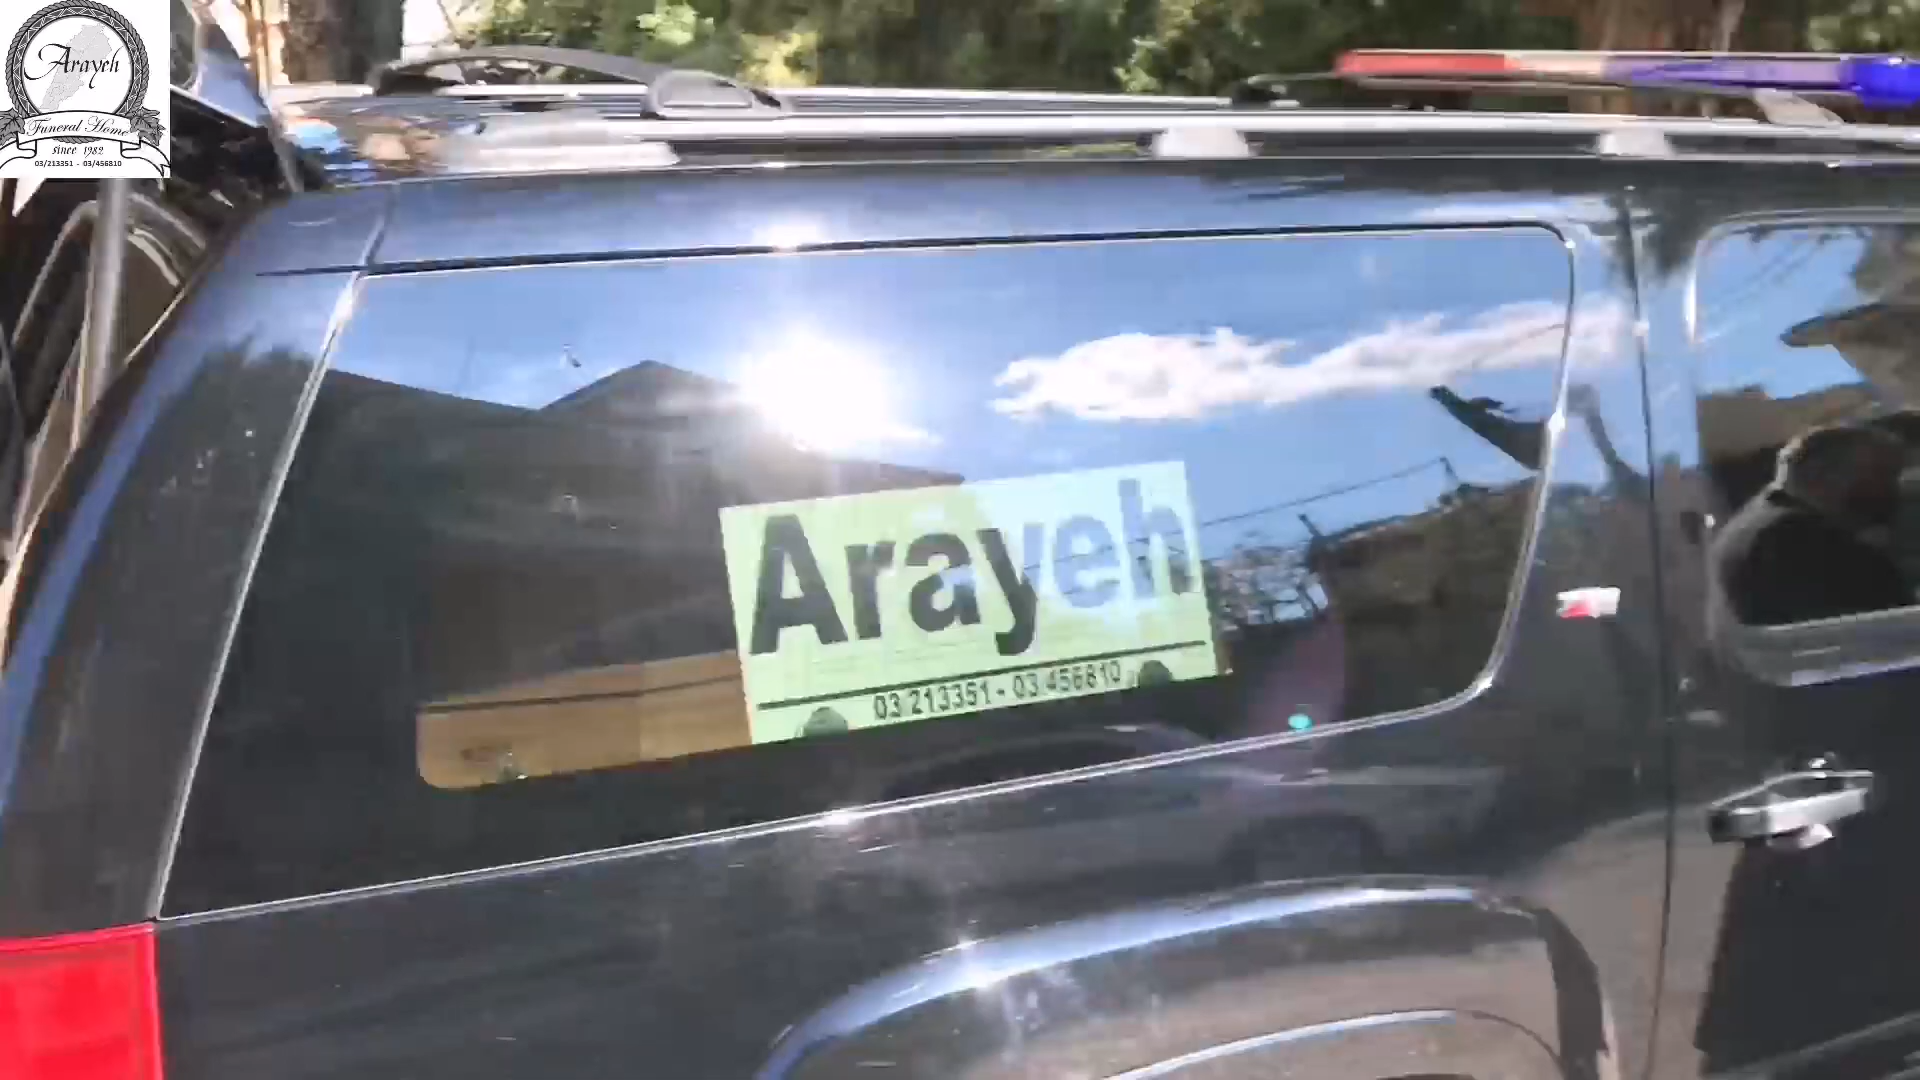 Arayeh
Funeral Home
since 1982
03/213351 - 03/456810
Arayeh
03 213351 - 03 456810